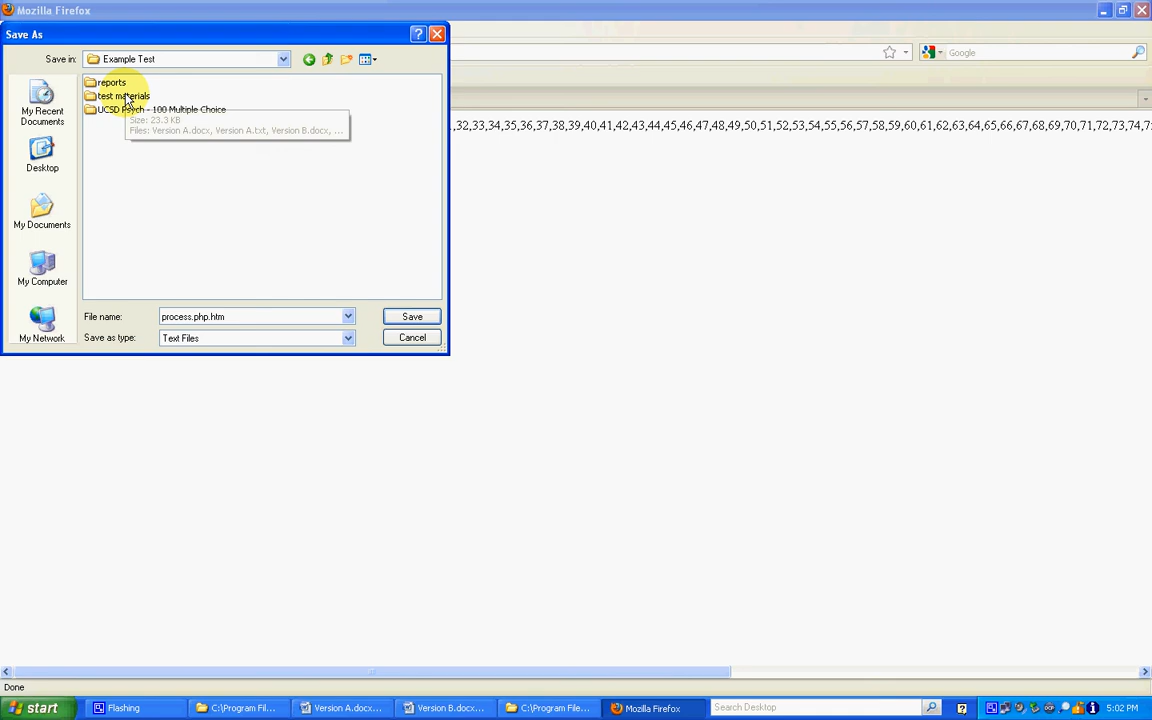 Mozilla Firefox
Save As
Save in:
Example Test
Google
reports
test materials
UCSD Psych - 100 Multiple Choice
Size: 23.3 KB
Files: Version A.docx, Version A.txt, Version B.docx, ...
,32,33,34,35,36,37,38,39,40,41,42,43,44,45,46,47,48,49,50,51,52,53,54,55,56,57,58,59,60,61,62,63,64,65,66,67,68,69,70,71,72,73,74,7
My Recent
Documents
Desktop
My Documents
My Computer
My Network
File name:
process.php.htm
Save
Save as type:
Text Files
Cancel
Done
start
Flashing
C:\Program Fil...
Version A.docx...
Version B.docx...
C:\Program File...
Mozilla Firefox
Search Desktop
5:02 PM